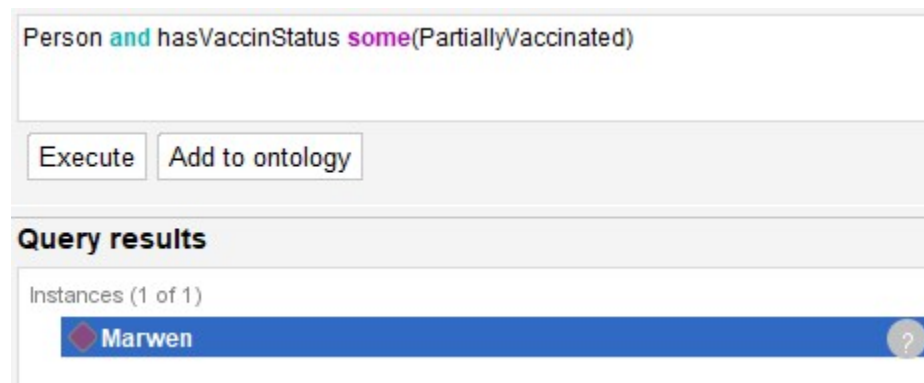 Person and hasVaccinStatus some(PartiallyVaccinated)
Execute Add to ontology
Query results
Instances (1 of 1)
Marwen ?